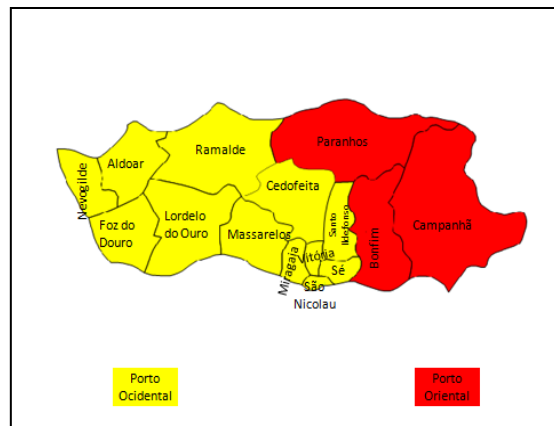 Paranhos
Ramalde
Aldoar
Nevogilde
Cedofeita
Foz do
Douro
Lordelo
do Ouro
Massarelos
Santo
Ildefonso
Campanhã
Bonfim
Miragaia
Vitória
Sé
São
Nicolau
Porto
Ocidental
Porto
Oriental